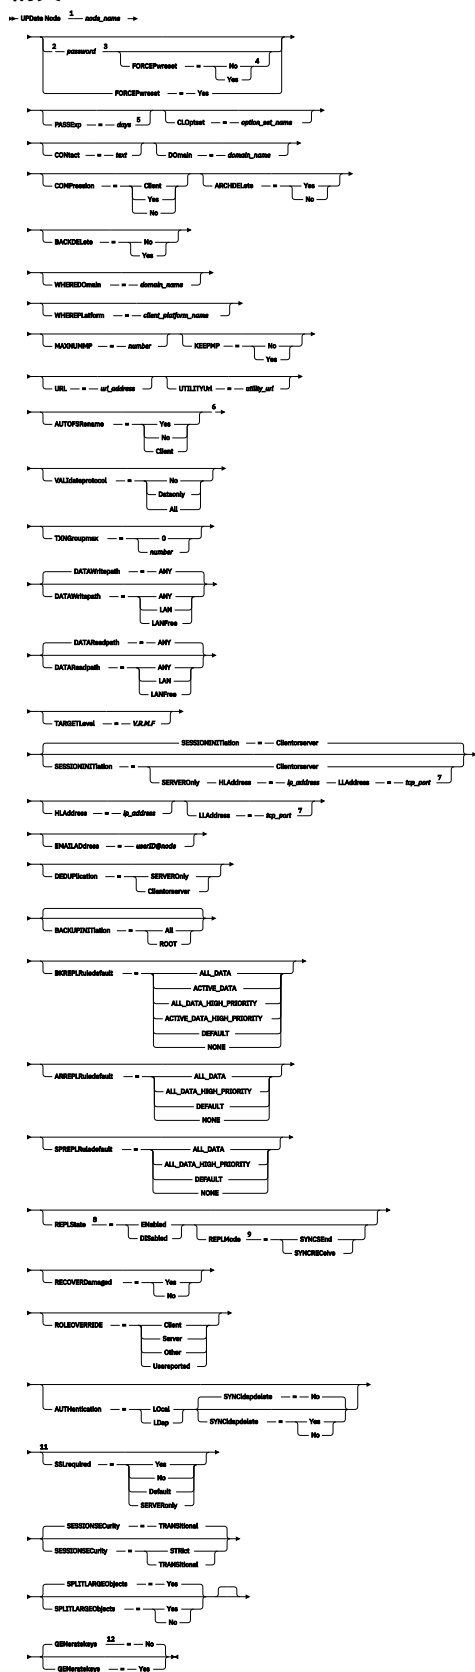 UPDate Node 1 node_name
2 password 3
FORCEPwreset = No 4
Yes
FORCEPwreset = Yes
PASSExp = days 5 CLOptset = option_set_name
CONtact = text DOmain = domain_name
COMPression = Client ARCHDELete = Yes
Yes No
No
BACKDELete = No
Yes
WHEREDOmain = domain_name
WHEREPLatform = client_platform_name
MAXNUMMP = number KEEPMP = No
Yes
URL = url_address UTILITYUrl = utility_url
AUTOFSRename = Yes 6
No
Client
VALIdateprotocol = No
Dataonly
All
TXNGroupmax = 0
number
DATAWritepath = ANY
DATAWritepath = ANY
LAN
LANFree
DATAReadpath = ANY
DATAReadpath = ANY
LAN
LANFree
TARGETLevel = V.R.M.F
SESSIONINITiation = Clientorserver
SESSIONINITiation = Clientorserver
SERVEROnly HLAddress = ip_address LLAddress = tcp_port 7
HLAddress = ip_address LLAddress = tcp_port 7
EMAILADdress = userID@node
DEDUPlication = SERVEROnly
Clientorserver
BACKUPINITiation = All
ROOT
BKREPLRuledefault = ALL_DATA
ACTIVE_DATA
ALL_DATA_HIGH_PRIORITY
ACTIVE_DATA_HIGH_PRIORITY
DEFAULT
NONE
ARREPLRuledefault = ALL_DATA
ALL_DATA_HIGH_PRIORITY
DEFAULT
NONE
SPREPLRuledefault = ALL_DATA
ALL_DATA_HIGH_PRIORITY
DEFAULT
NONE
REPLState 8 = ENabled REPLMode 9 = SYNCSEnd
DISabled SYNCRECeive
RECOVERDamaged = Yes
No
ROLEOVERRIDE = Client
Server
Other
Usereported
SYNCldapdelete = No
AUTHentication = LOcal
LDap SYNCldapdelete = Yes
No
11
SSLrequired = Yes
No
Default
SERVERonly
SESSIONSECurity = TRANSitional
SESSIONSECurity = STRict
TRANSitional
SPLITLARGEObjects = Yes
SPLITLARGEObjects = Yes
No
GENeratekeys 12 = No
GENeratekeys = Yes